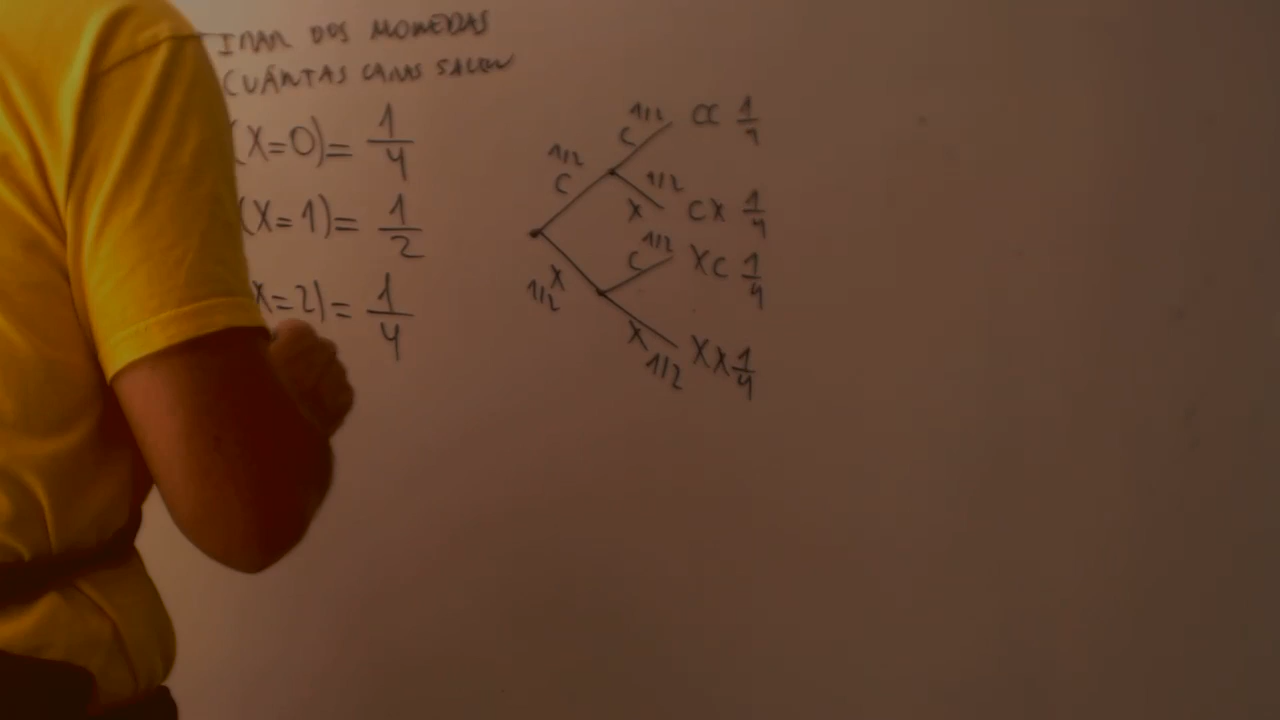 TIRAR DOS MONEDAS
CUÁNTAS CARAS SALEN
(X=0)= 1/4
(X=1)= 1/2
X=2)= 1/4
1/2 C
1/2 C CC 1/4
1/2 X CX 1/4
X 1/2
1/2 C XC 1/4
X 1/2 XX 1/4